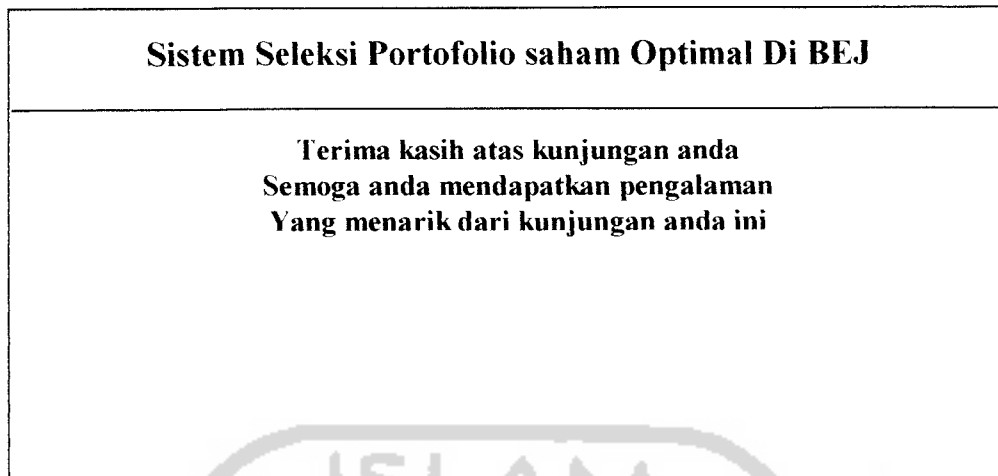 Sistem Seleksi Portofolio saham Optimal Di BEJ
Terima kasih atas kunjungan anda
Semoga anda mendapatkan pengalaman
Yang menarik dari kunjungan anda ini
ISLAM